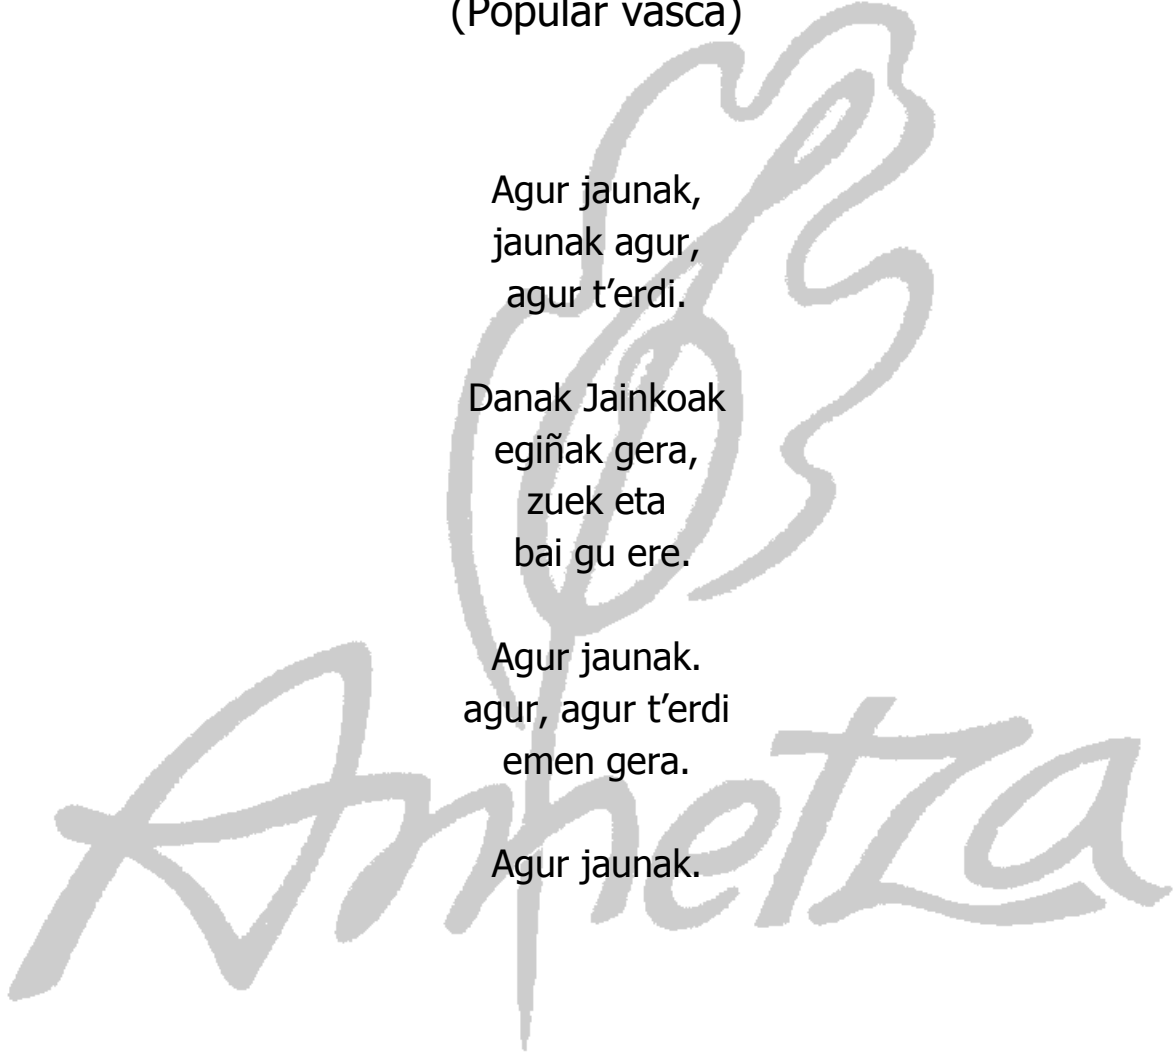 (Popular vasca)
Agur jaunak,
jaunak agur,
agur t’erdi.
Danak Jainkoak
egiñak gera,
zuek eta
bai gu ere.
Agur jaunak.
agur, agur t’erdi
emen gera.
Agur jaunak.
Ametza